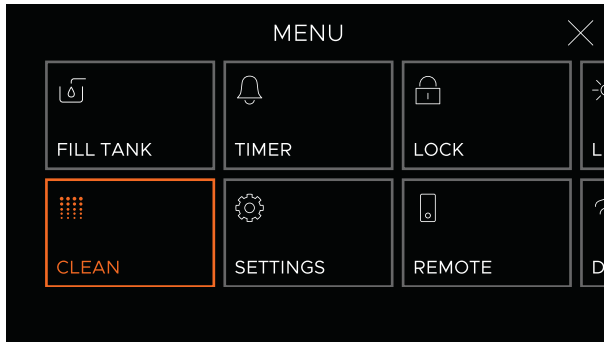 MENU
FILL TANK
TIMER
LOCK
L
CLEAN
SETTINGS
REMOTE
D